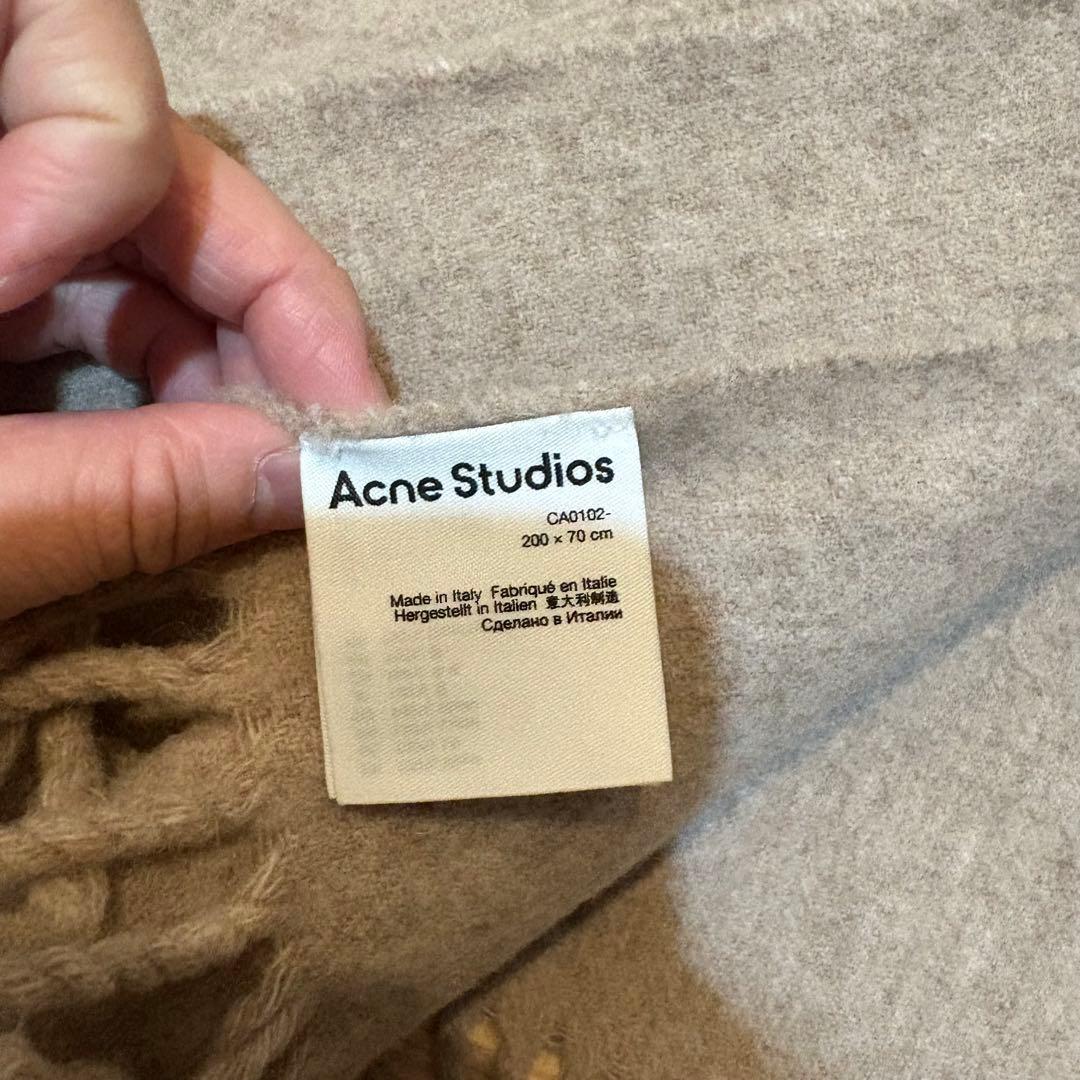 Acne Studios
CA0102-
200 × 70 cm
Made in Italy Fabriqué en Italie
Hergestellt in Italien 意大利制造
Сделано в Италии